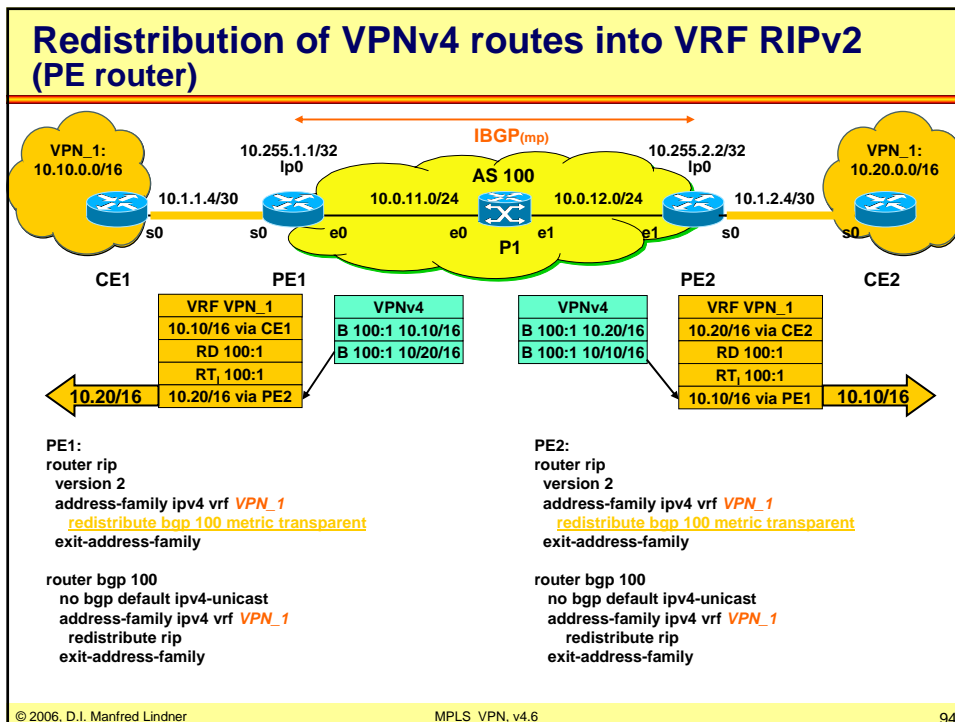 Redistribution of VPNv4 routes into VRF RIPv2
(PE router)
IBGP(mp)
VPN_1:
10.10.0.0/16
10.255.1.1/32
lp0
AS 100
10.255.2.2/32
lp0
VPN_1:
10.20.0.0/16
10.1.1.4/30
10.0.11.0/24
10.0.12.0/24
10.1.2.4/30
s0
s0
e0
e0
e1
e1
s0
s0
P1
CE1
PE1
PE2
CE2
VRF VPN_1
10.10/16 via CE1
RD 100:1
RTI 100:1
10.20/16 via PE2
VPNv4
B 100:1 10.10/16
B 100:1 10/20/16
VPNv4
B 100:1 10.20/16
B 100:1 10/10/16
VRF VPN_1
10.20/16 via CE2
RD 100:1
RTI 100:1
10.10/16 via PE1
10.20/16
10.10/16
PE1:
router rip
version 2
address-family ipv4 vrf VPN_1
redistribute bgp 100 metric transparent
exit-address-family
router bgp 100
no bgp default ipv4-unicast
address-family ipv4 vrf VPN_1
redistribute rip
exit-address-family
PE2:
router rip
version 2
address-family ipv4 vrf VPN_1
redistribute bgp 100 metric transparent
exit-address-family
router bgp 100
no bgp default ipv4-unicast
address-family ipv4 vrf VPN_1
redistribute rip
exit-address-family
© 2006, D.I. Manfred Lindner
MPLS_VPN, v4.6
94